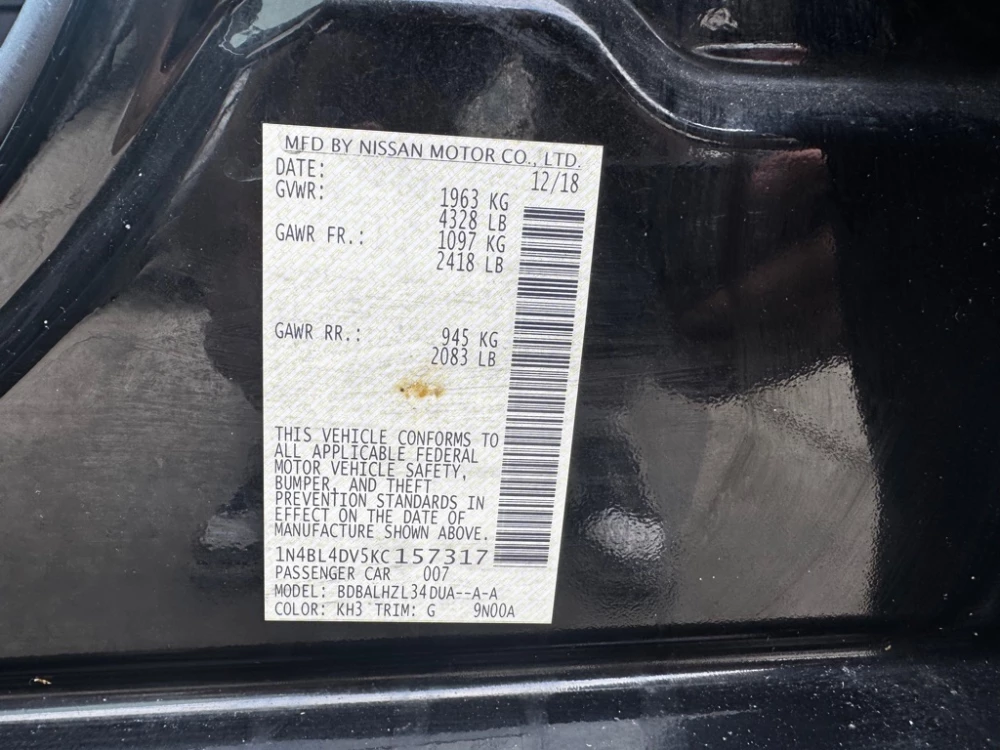 MFD BY NISSAN MOTOR CO., LTD.
DATE: 12/18
GVWR: 1963 KG
4328 LB
GAWR FR.: 1097 KG
2418 LB
GAWR RR.: 945 KG
2083 LB
THIS VEHICLE CONFORMS TO
ALL APPLICABLE FEDERAL
MOTOR VEHICLE SAFETY,
BUMPER, AND THEFT
PREVENTION STANDARDS IN
EFFECT ON THE DATE OF
MANUFACTURE SHOWN ABOVE.
1N4BL4DV5KC157317
PASSENGER CAR 007
MODEL: BDBALHZL34DUA--A-A
COLOR: KH3 TRIM: G 9N00A